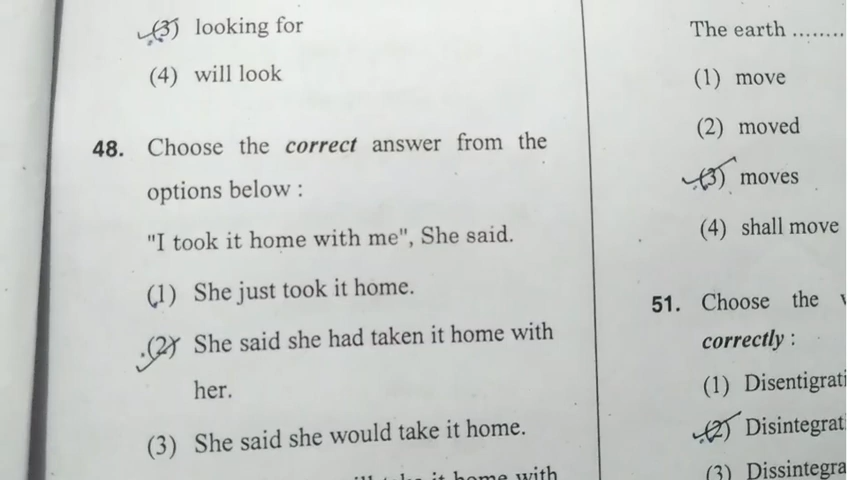 (3) looking for
(4) will look
48. Choose the correct answer from the
options below :
"I took it home with me", She said.
(1) She just took it home.
(2) She said she had taken it home with
her.
(3) She said she would take it home.
it home with
The earth ........
(1) move
(2) moved
(3) moves
(4) shall move
51. Choose the
correctly :
(1) Disentigrati
(2) Disintegrat
(3) Dissintegra